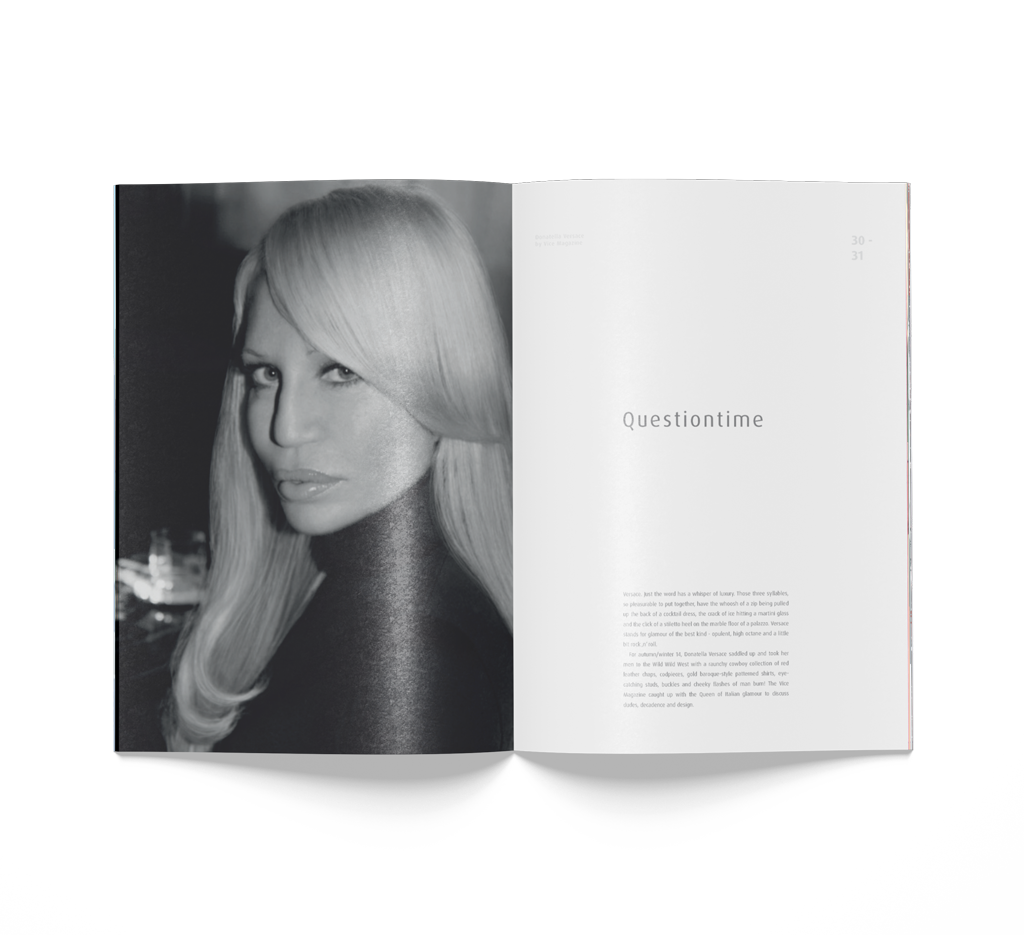 30 -
31
Questiontime
Versace. Just the word has a whisper of luxury. Those three syllables,
so pleasurable to put together, have the whoosh of a zip being pulled
up the back of a cocktail dress, the crack of ice hitting a martini glass
and the click of a stiletto heel on the marble floor of a palazzo. Versace
stands for glamour of the best kind - opulent, high octane and a little
bit rock n' roll.
For autumn/winter 14, Donatella Versace saddled up and took her
men to the Wild Wild West with a raunchy cowboy collection of red
leather chaps, codpieces, gold baroque-style patterned shirts, eye-
catching studs, buckles and cheeky flashes of man bum! The Vice
Magazine caught up with the Queen of Italian glamour to discuss
dudes, decadence and design.